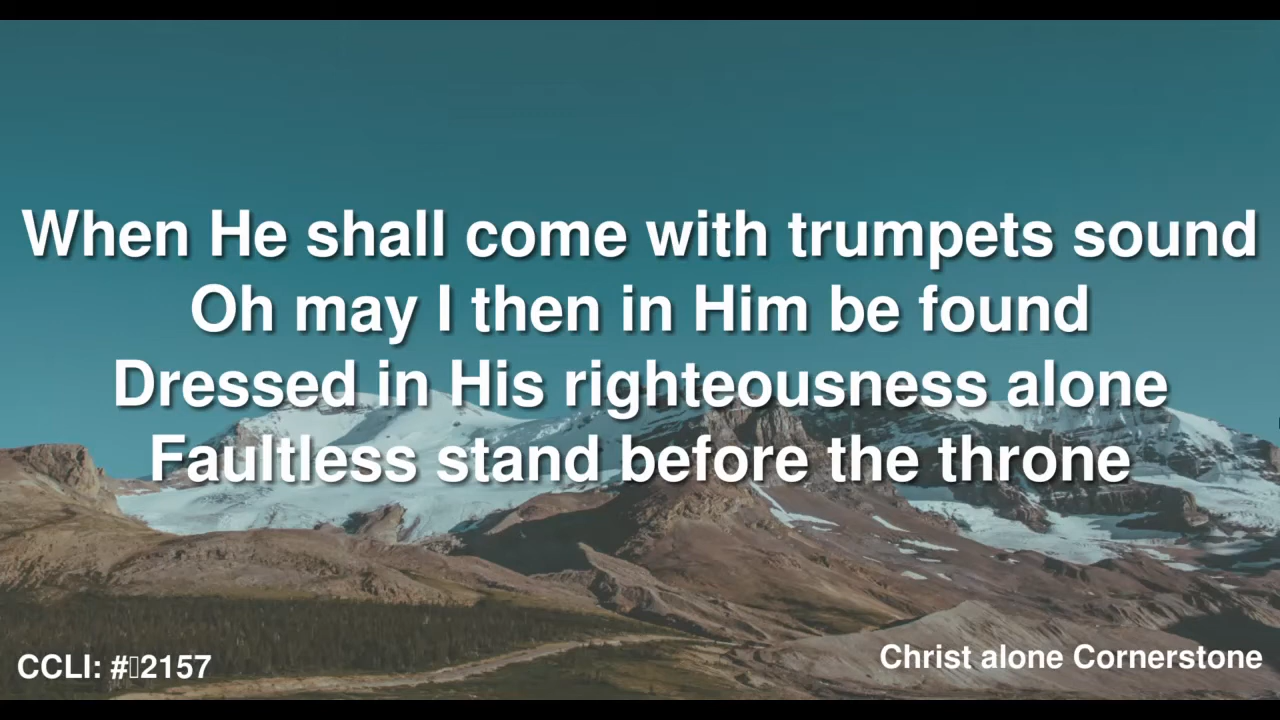 When He shall come with trumpets sound
Oh may I then in Him be found
Dressed in His righteousness alone
Faultless stand before the throne
CCLI: #▯2157
Christ alone Cornerstone